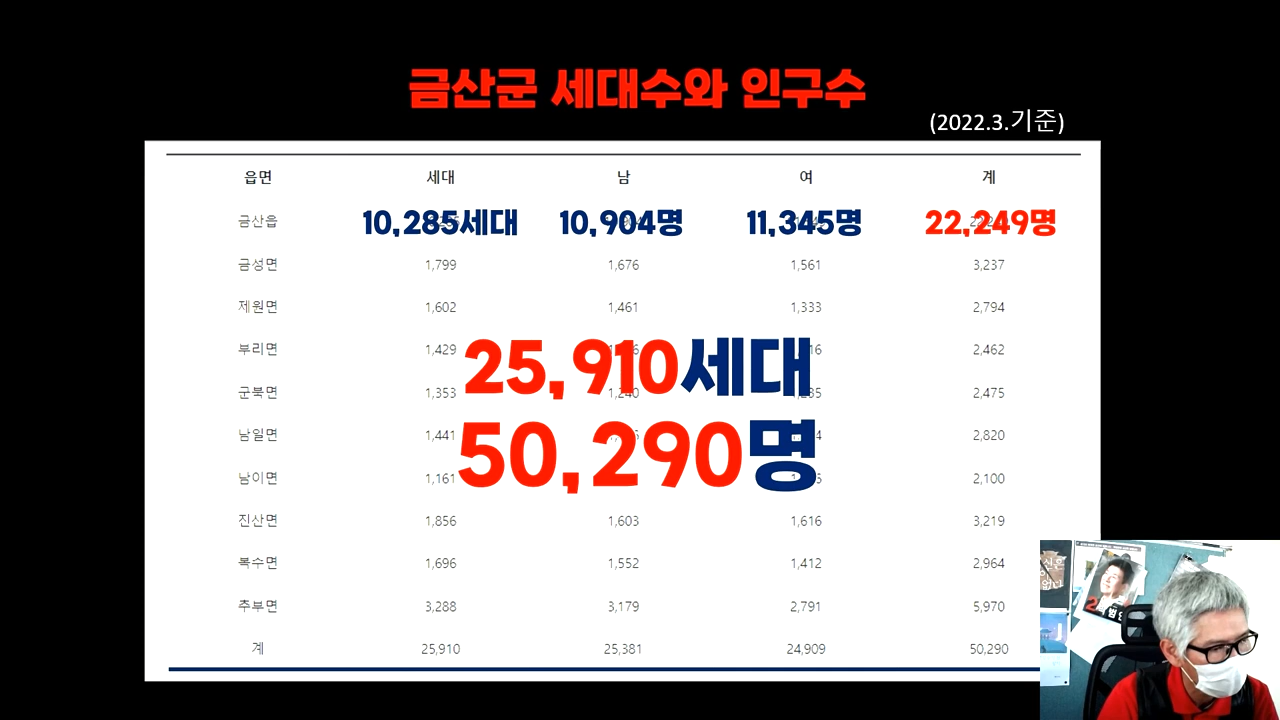 금산군 세대수와 인구수
(2022.3.기준)
읍면 세대 남 여 계
금산읍 10,285세대 10,904명 11,345명 22,249명
금성면 1,799 1,676 1,561 3,237
제원면 1,602 1,461 1,333 2,794
부리면 1,429 2,462
25,910세대
군북면 1,353 1,240 2,475
남일면 1,441 2,820
50,290명
남이면 1,161 2,100
진산면 1,856 1,603 1,616 3,219
복수면 1,696 1,552 1,412 2,964
추부면 3,288 3,179 2,791 5,970
계 25,910 25,381 24,909 50,290